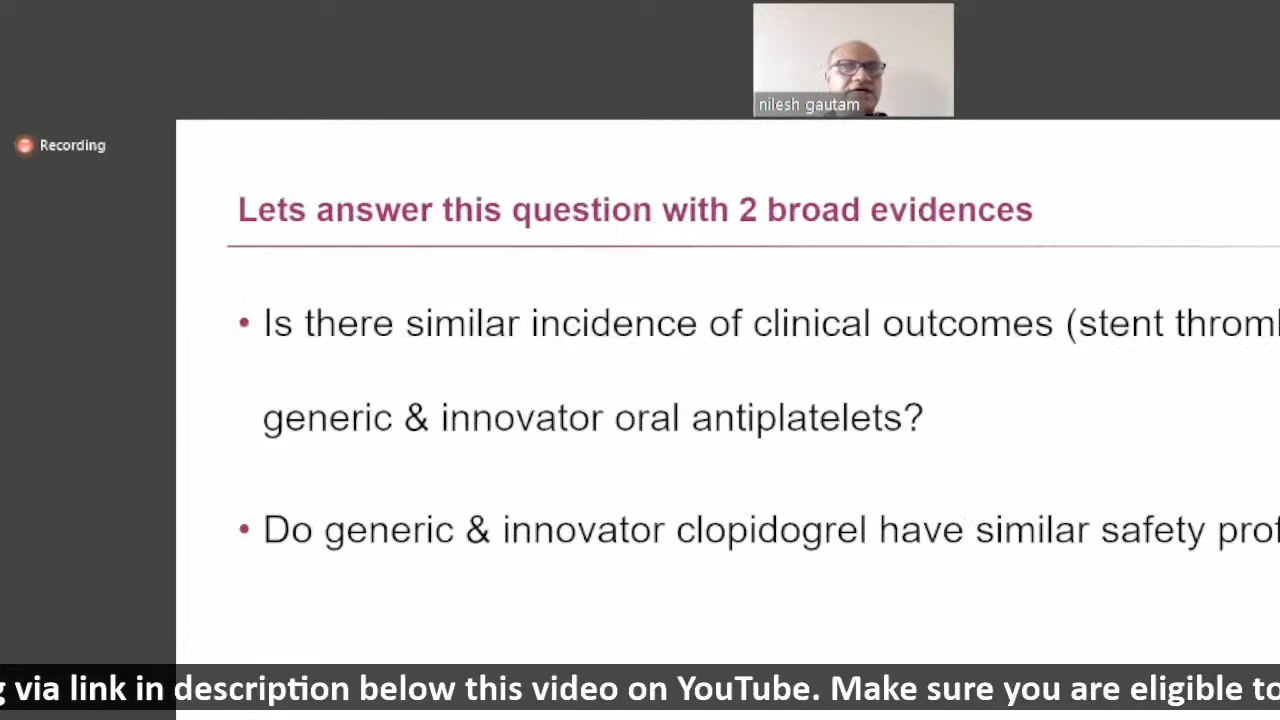 nilesh gautam
Recording
Lets answer this question with 2 broad evidences
• Is there similar incidence of clinical outcomes (stent
generic & innovator oral antiplatelets?
• Do generic & innovator clopidogrel have similar safety
via link in description below this video on YouTube. Make sure you are eligible to